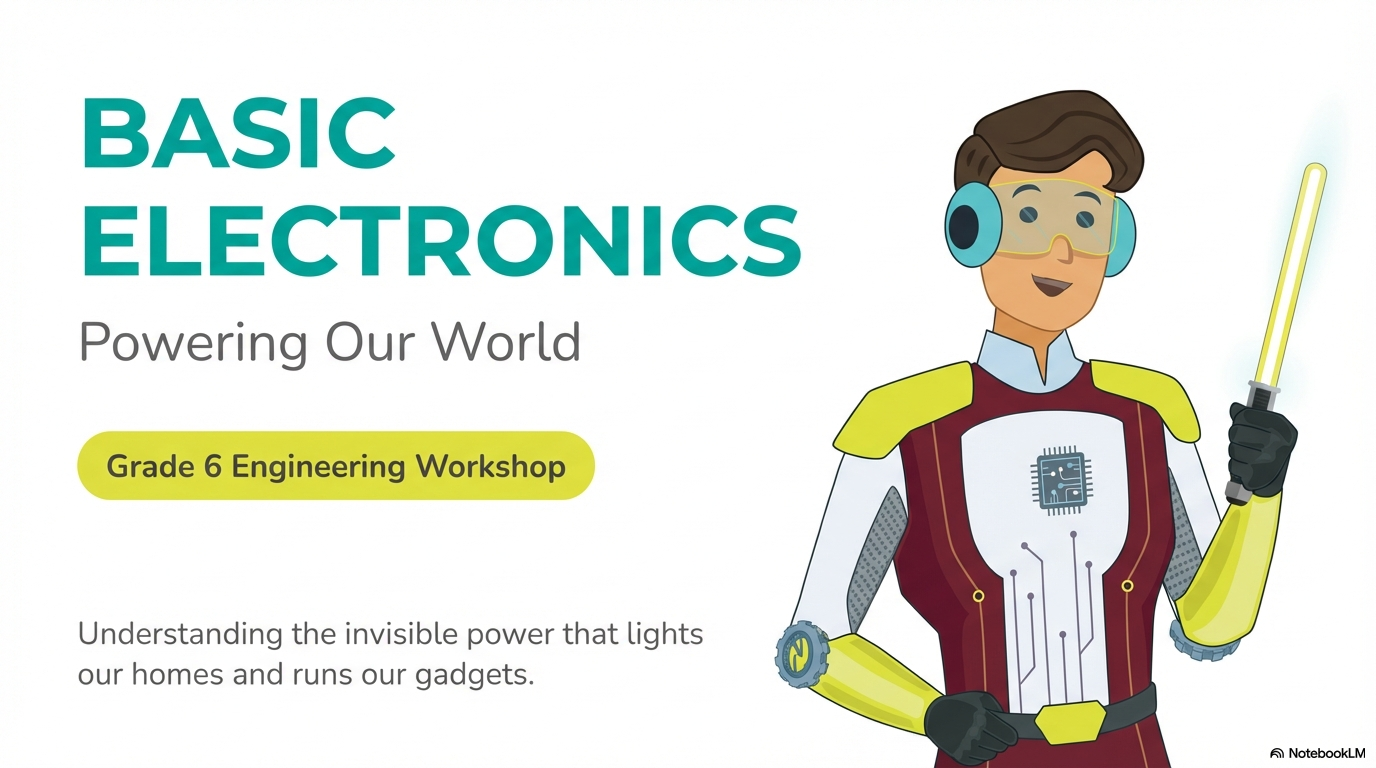 BASIC
ELECTRONICS
Powering Our World
Grade 6 Engineering Workshop
Understanding the invisible power that lights
our homes and runs our gadgets.
NotebookLM